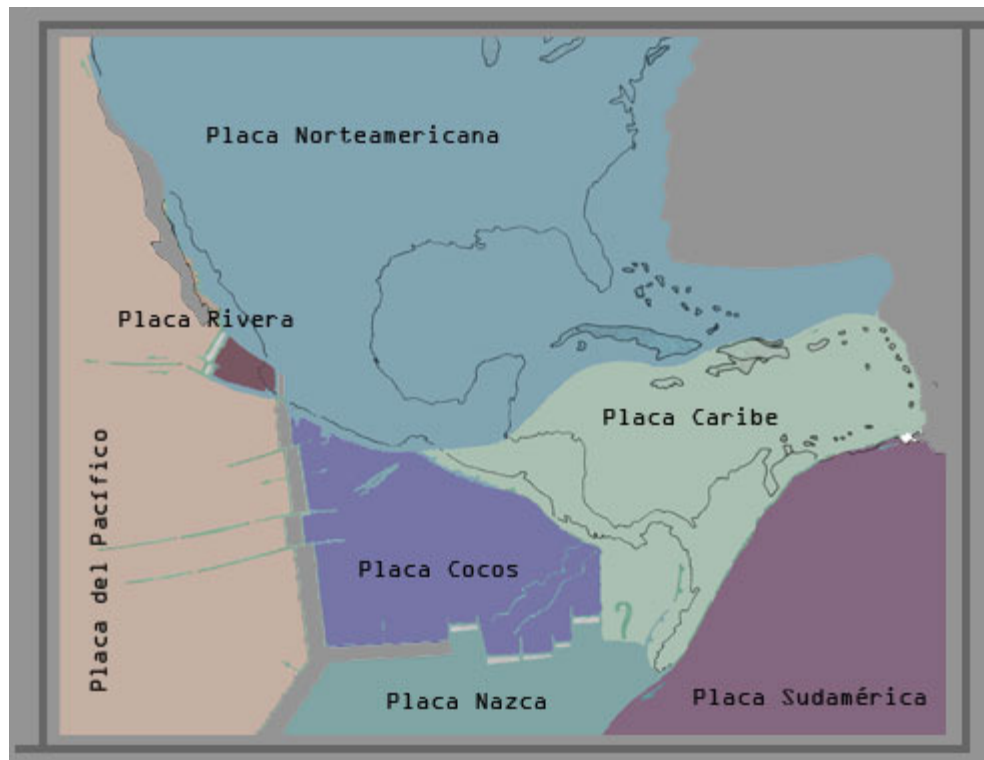 Placa Norteamericana
Placa Rivera
Placa Caribe
Placa del Pacífico
Placa Cocos
?
Placa Nazca
Placa Sudamérica